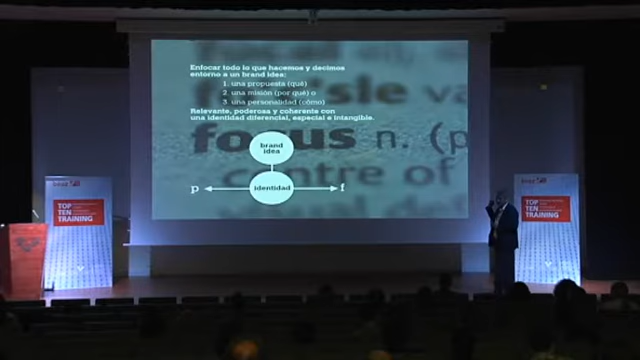 Enfocar todo lo que hacemos y decimos
entorno a un brand idea:
1. una propuesta (qué)
2. una misión (por qué) o
3. una personalidad (cómo)
Relevante, poderosa y coherente con
una identidad diferencial, especial e intangible.
sle va
focus n. (p
centre of
brand
idea
p
identidad
f
TOP
TEN
TRAINING
TOP
TEN
TRAINING